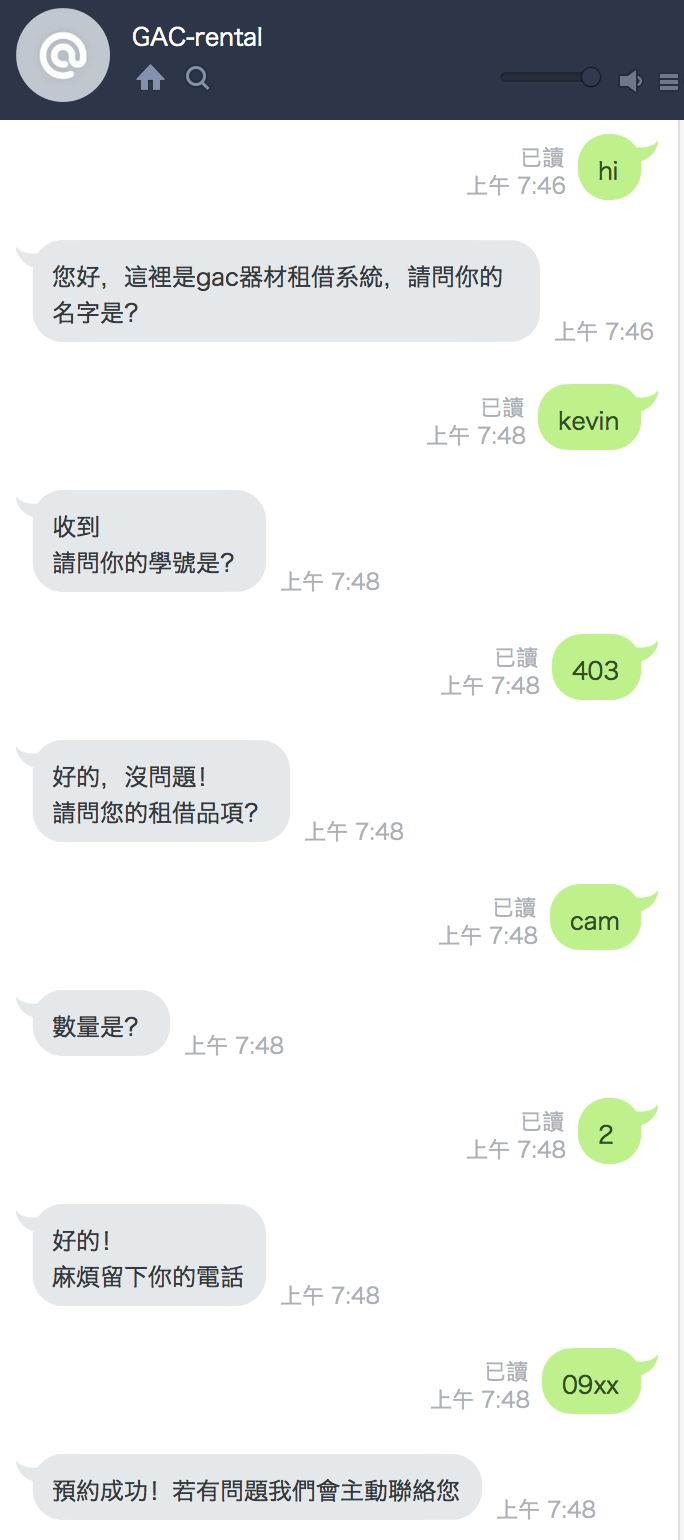 GAC-rental
已讀
上午 7:46
hi
您好，這裡是gac器材租借系統，請問你的
名字是?
上午 7:46
已讀
上午 7:48
kevin
收到
請問你的學號是?
上午 7:48
已讀
上午 7:48
403
好的，沒問題！
請問您的租借品項?
上午 7:48
已讀
上午 7:48
cam
數量是?
上午 7:48
已讀
上午 7:48
2
好的！
麻煩留下你的電話
上午 7:48
已讀
上午 7:48
09xx
預約成功！若有問題我們會主動聯絡您
上午 7:48